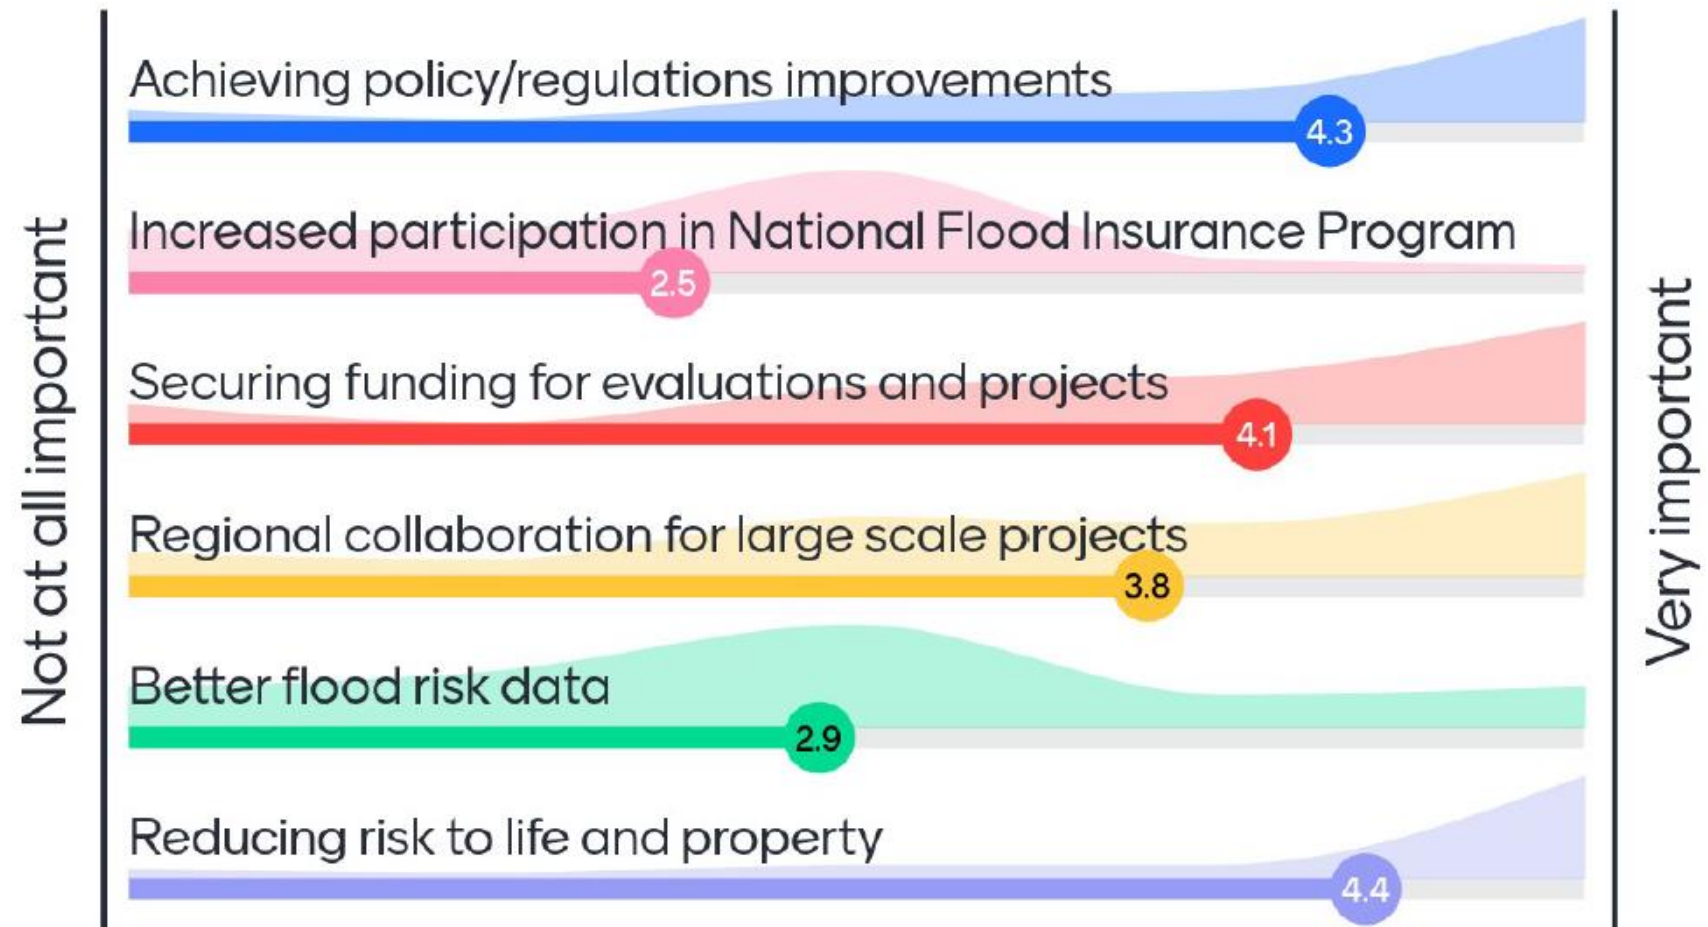 Not at all important
Achieving policy/regulations improvements
4.3
Increased participation in National Flood Insurance Program
2.5
Securing funding for evaluations and projects
4.1
Regional collaboration for large scale projects
3.8
Better flood risk data
2.9
Reducing risk to life and property
4.4
Very important